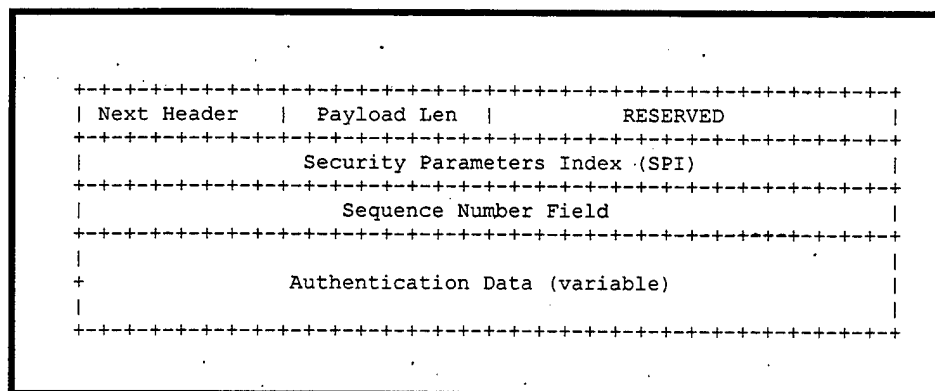 +-+-+-+-+-+-+-+-+-+-+-+-+-+-+-+-+-+-+-+-+-+-+-+-+-+-+-+-+-+-+-+-+
| Next Header | Payload Len | RESERVED |
+-+-+-+-+-+-+-+-+-+-+-+-+-+-+-+-+-+-+-+-+-+-+-+-+-+-+-+-+-+-+-+-+
| Security Parameters Index (SPI) |
+-+-+-+-+-+-+-+-+-+-+-+-+-+-+-+-+-+-+-+-+-+-+-+-+-+-+-+-+-+-+-+-+
| Sequence Number Field |
+-+-+-+-+-+-+-+-+-+-+-+-+-+-+-+-+-+-+-+-+-+-+-+-+-+-+-+-+-+-+-+-+
| |
+ Authentication Data (variable) |
| |
+-+-+-+-+-+-+-+-+-+-+-+-+-+-+-+-+-+-+-+-+-+-+-+-+-+-+-+-+-+-+-+-+